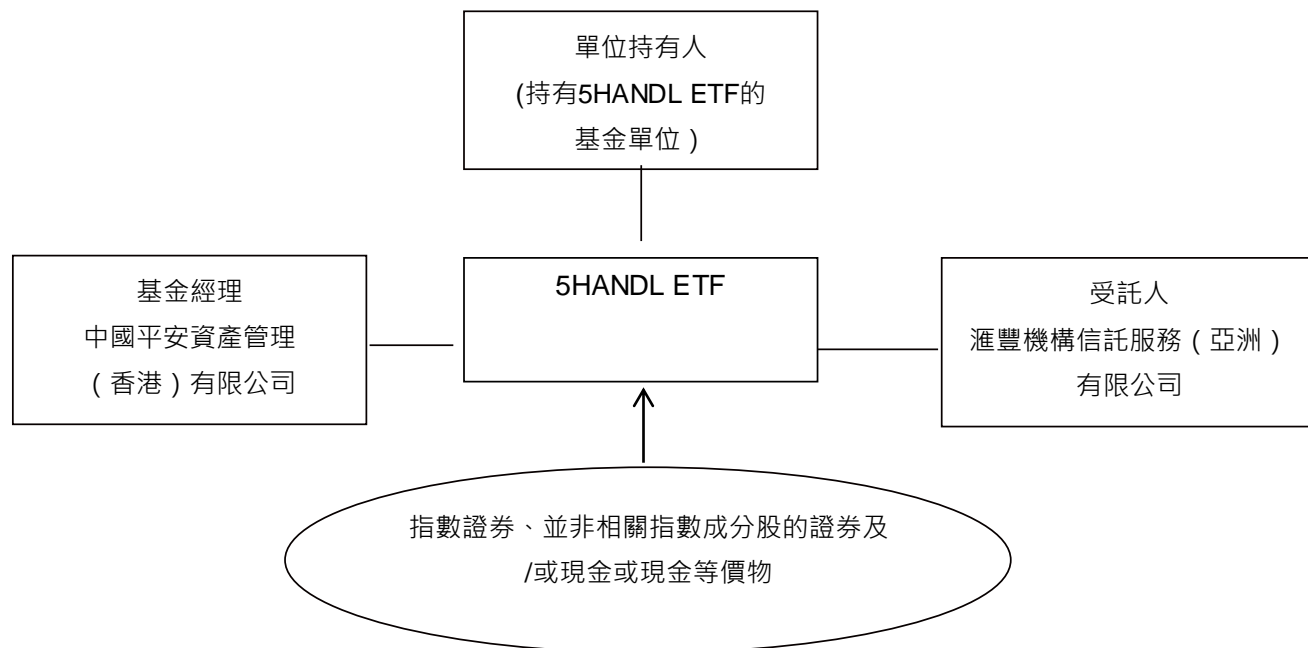 單位持有人
(持有5HANDL ETF的
基金單位）
基金經理
中國平安資產管理
（香港）有限公司
5HANDL ETF
受託人
滙豐機構信託服務（亞洲）
有限公司
指數證券、並非相關指數成分股的證券及
/或現金或現金等價物